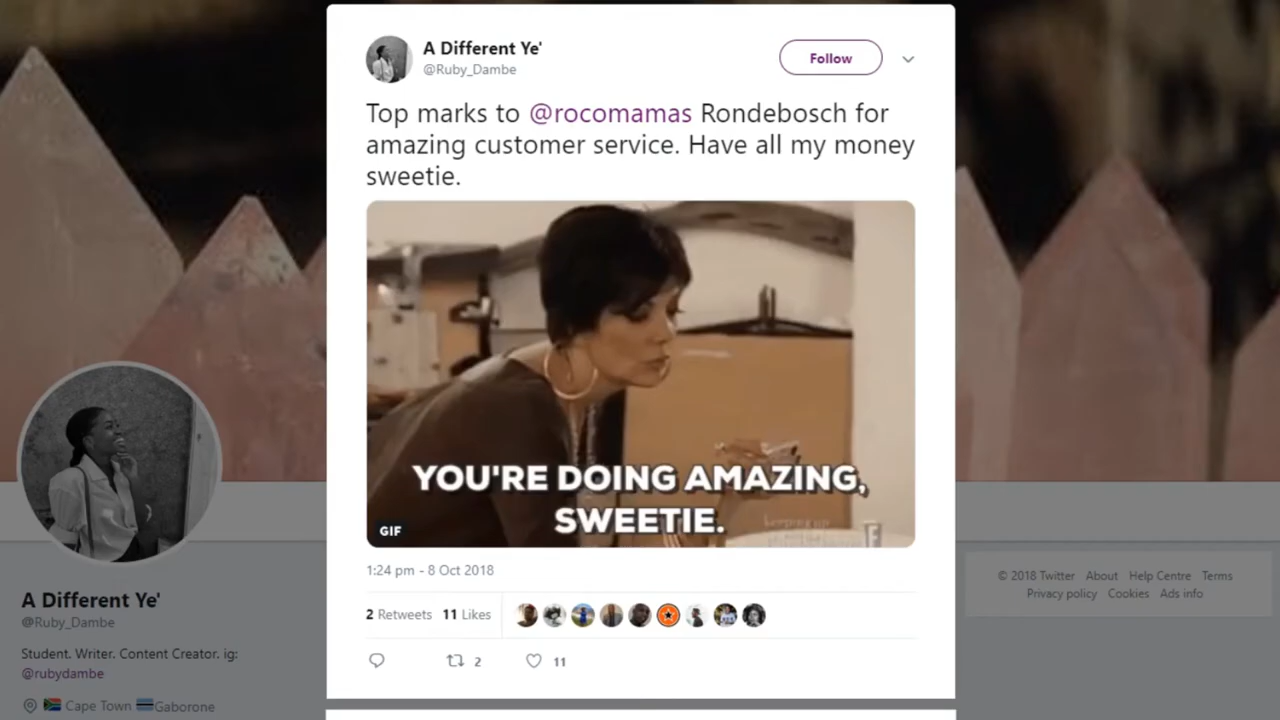 A Different Ye'
@Ruby_Dambe
Follow
Top marks to @rocomamas Rondebosch for
amazing customer service. Have all my money
sweetie.
YOU'RE DOING AMAZING,
SWEETIE.
GIF
1:24 pm - 8 Oct 2018
2 Retweets 11 Likes
2 11
A Different Ye'
@Ruby_Dambe
Student. Writer. Content Creator. ig:
@rubydambe
Cape Town Gaborone
© 2018 Twitter About Help Centre Terms
Privacy policy Cookies Ads info